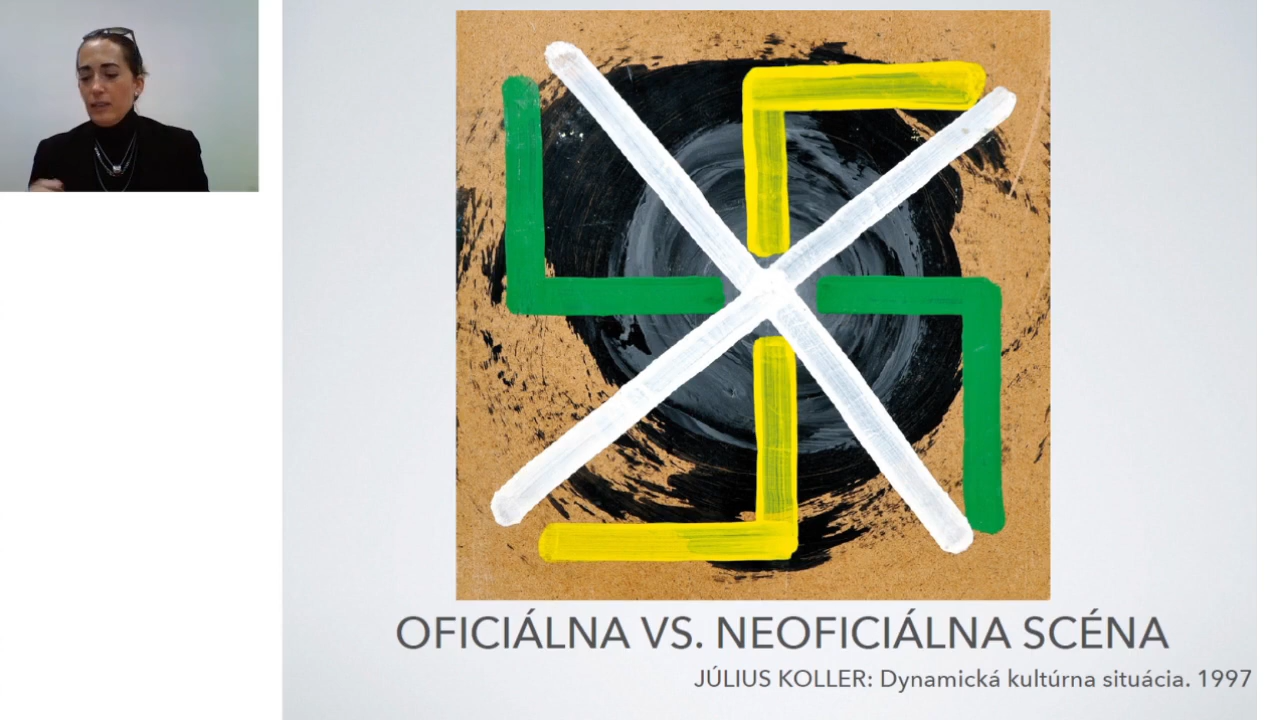 OFICIÁLNA VS. NEOFICIÁLNA SCÉNA
JÚLIUS KOLLER: Dynamická kultúrna situácia. 1997